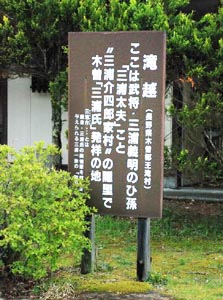 滝越
（長野県木曽郡王滝村）
ここは武将・三浦義明のひ孫
「三浦太夫」こと
“三浦介四郎家村”の隠里で
木曽「三浦氏」発祥の地